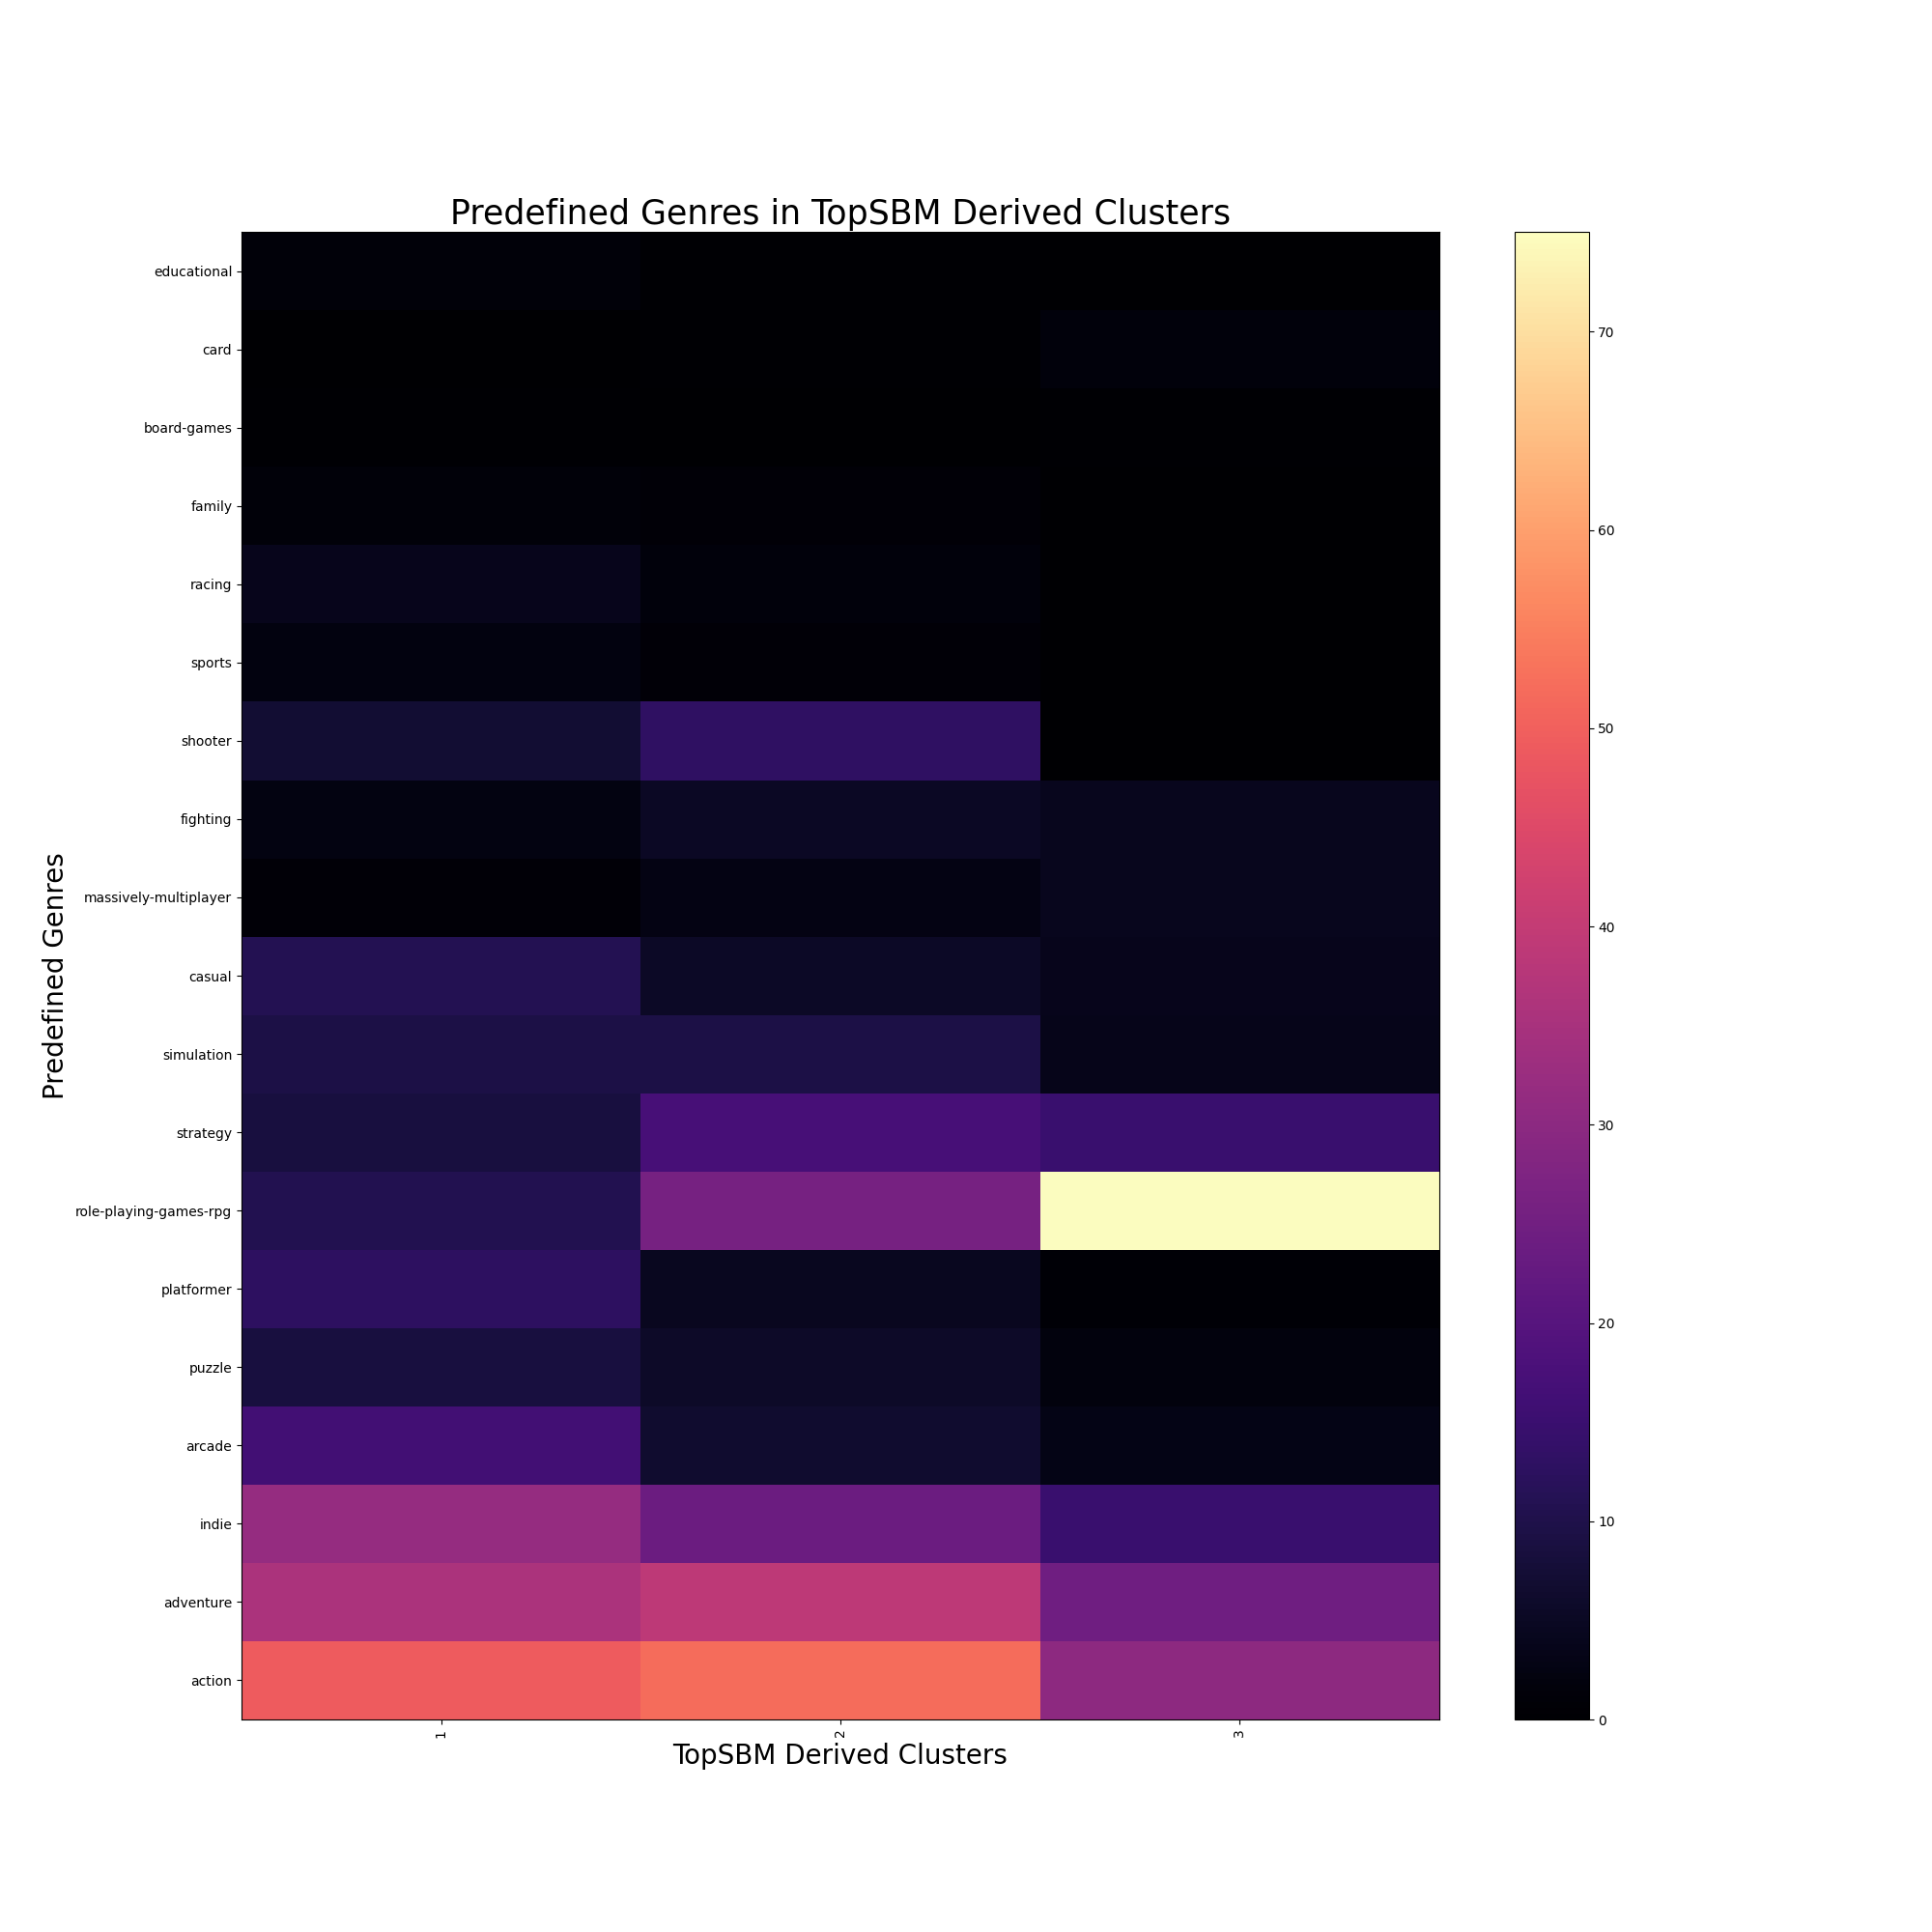 Predefined Genres in TopSBM Derived Clusters
educational
card
board-games
family
racing
sports
shooter
fighting
massively-multiplayer
casual
simulation
strategy
role-playing-games-rpg
platformer
puzzle
arcade
indie
adventure
action
Predefined Genres
1
2
3
TopSBM Derived Clusters
70
60
50
40
30
20
10
0